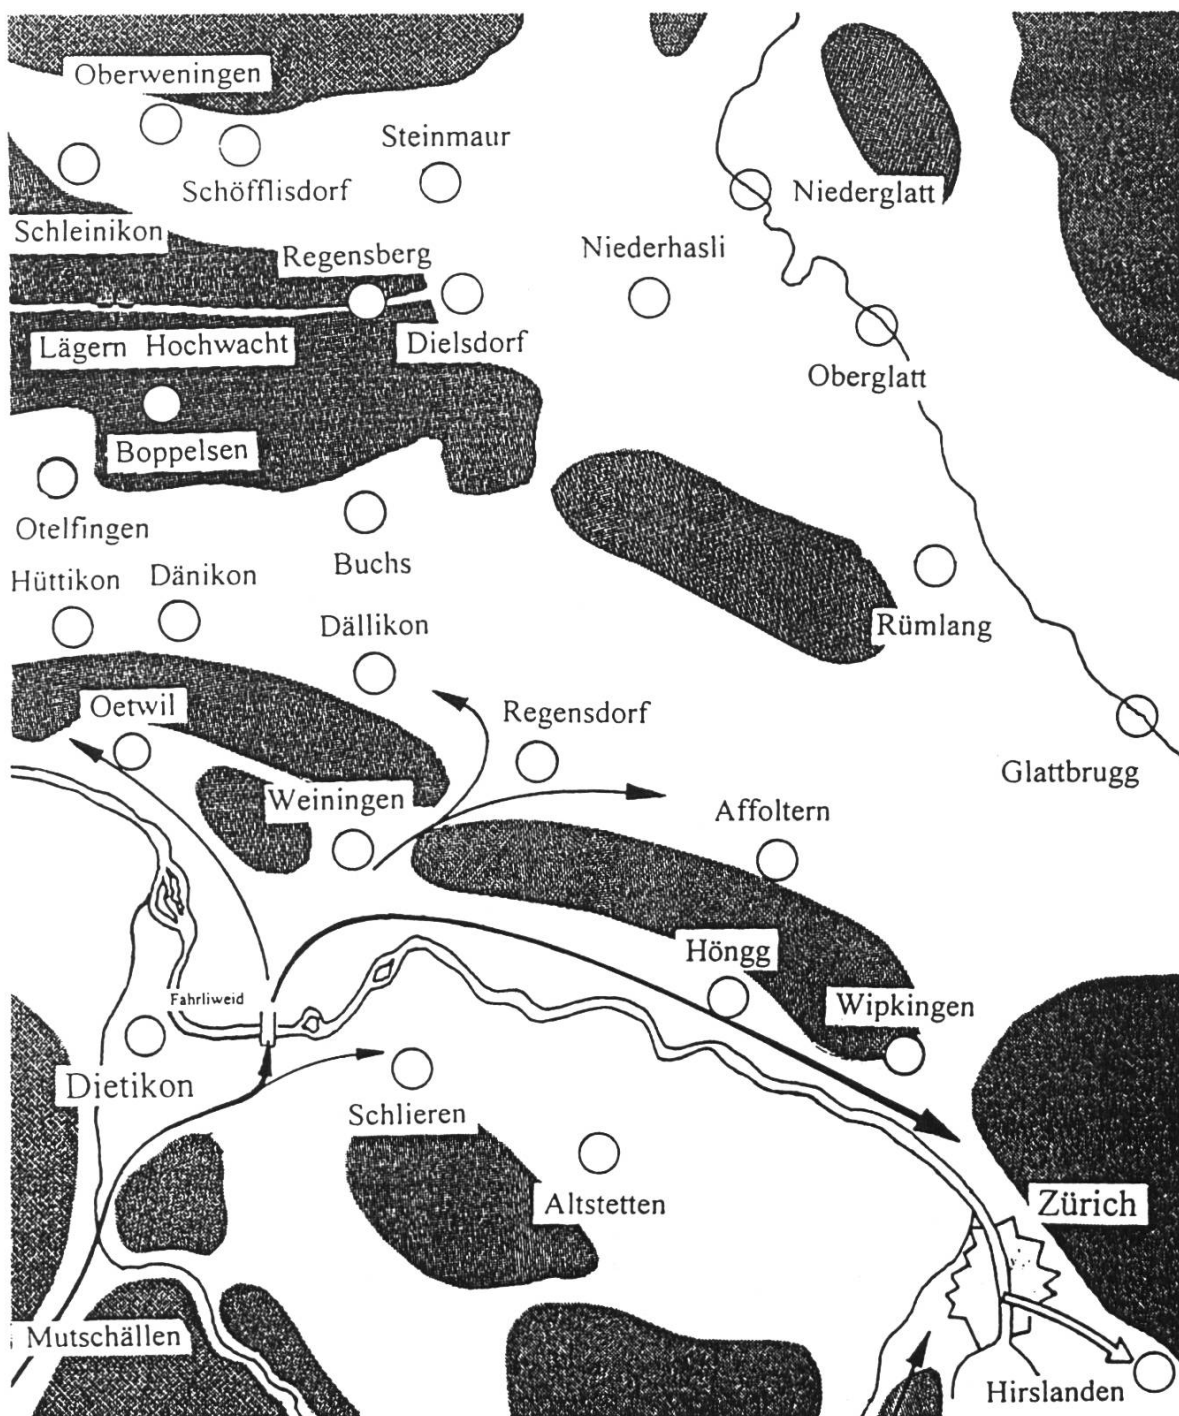 Oberweningen
Steinmaur
Schöfflisdorf
Niederglatt
Schleinikon
Regensberg
Niederhasli
Lägern Hochwacht
Dielsdorf
Oberglatt
Boppelsen
Otelfingen
Buchs
Hüttikon
Dänikon
Dällikon
Rümlang
Oetwil
Regensdorf
Glattbrugg
Weiningen
Affoltern
Höngg
Fahrliweid
Wipkingen
Dietikon
Schlieren
Altstetten
Zürich
Mutschällen
Hirslanden